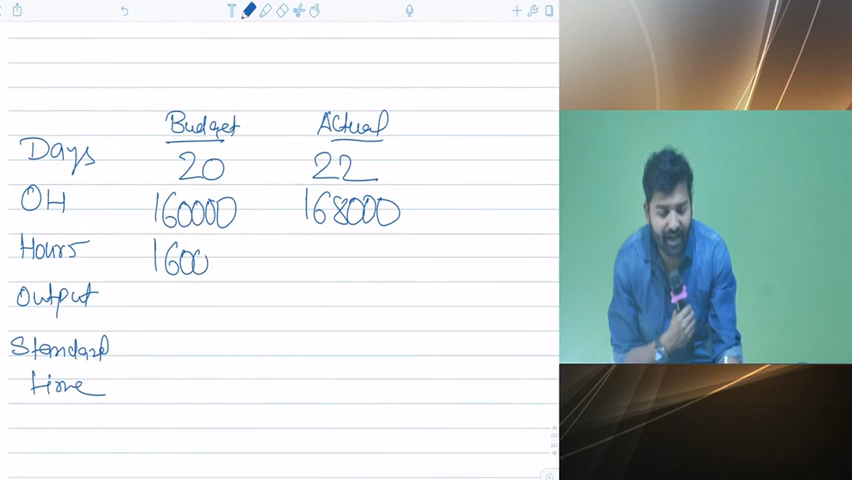 Budget Actual
Days 20 22
OH 160000 168000
Hours 1600
Output
Standard
time